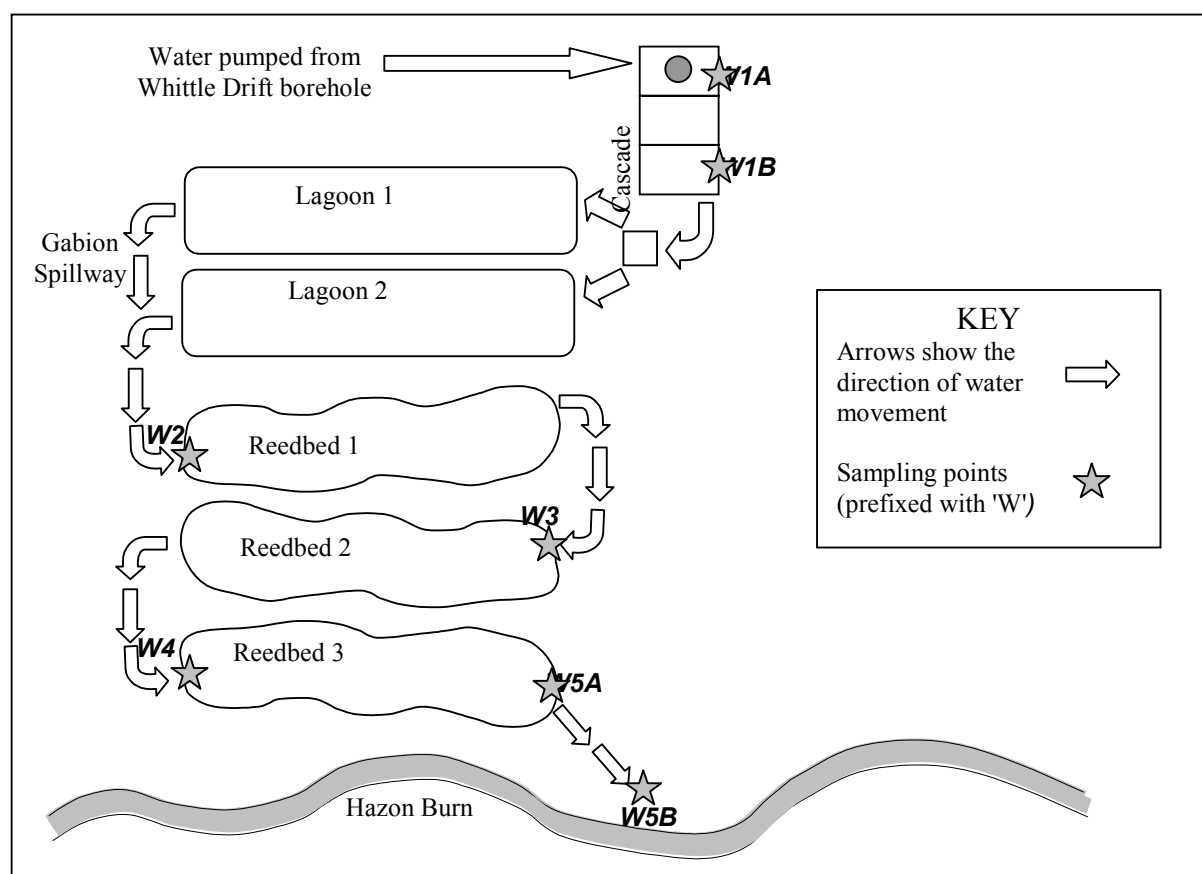 Water pumped from
Whittle Drift borehole
W1A
Cascade
W1B
Lagoon 1
Gabion
Spillway
Lagoon 2
KEY
Arrows show the
direction of water
movement
Sampling points
(prefixed with 'W')
W2
Reedbed 1
W3
Reedbed 2
W4
Reedbed 3
W5A
W5B
Hazon Burn